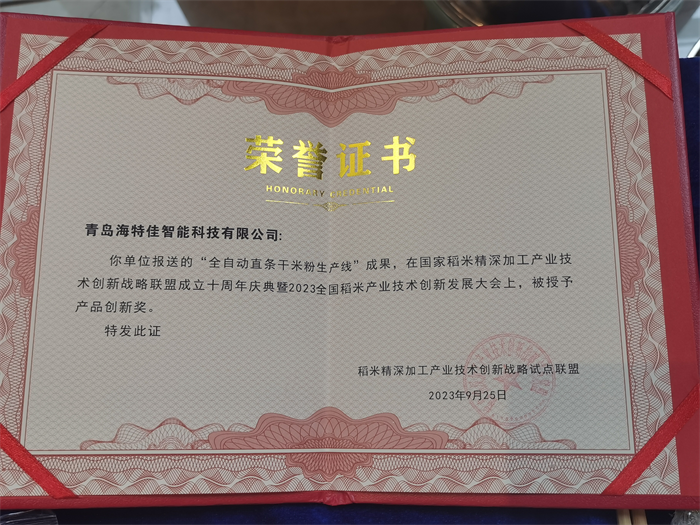 荣誉证书
HONORARY CREDENTIAL
青岛海特佳智能科技有限公司:
你单位报送的“全自动直条干米粉生产线”成果，在国家稻米精深加工产业技
术创新战略联盟成立十周年庆典暨2023全国稻米产业技术创新发展大会上，被授予
产品创新奖。
特发此证
稻米精深加工产业技术创新战略试点联盟
2023年9月25日